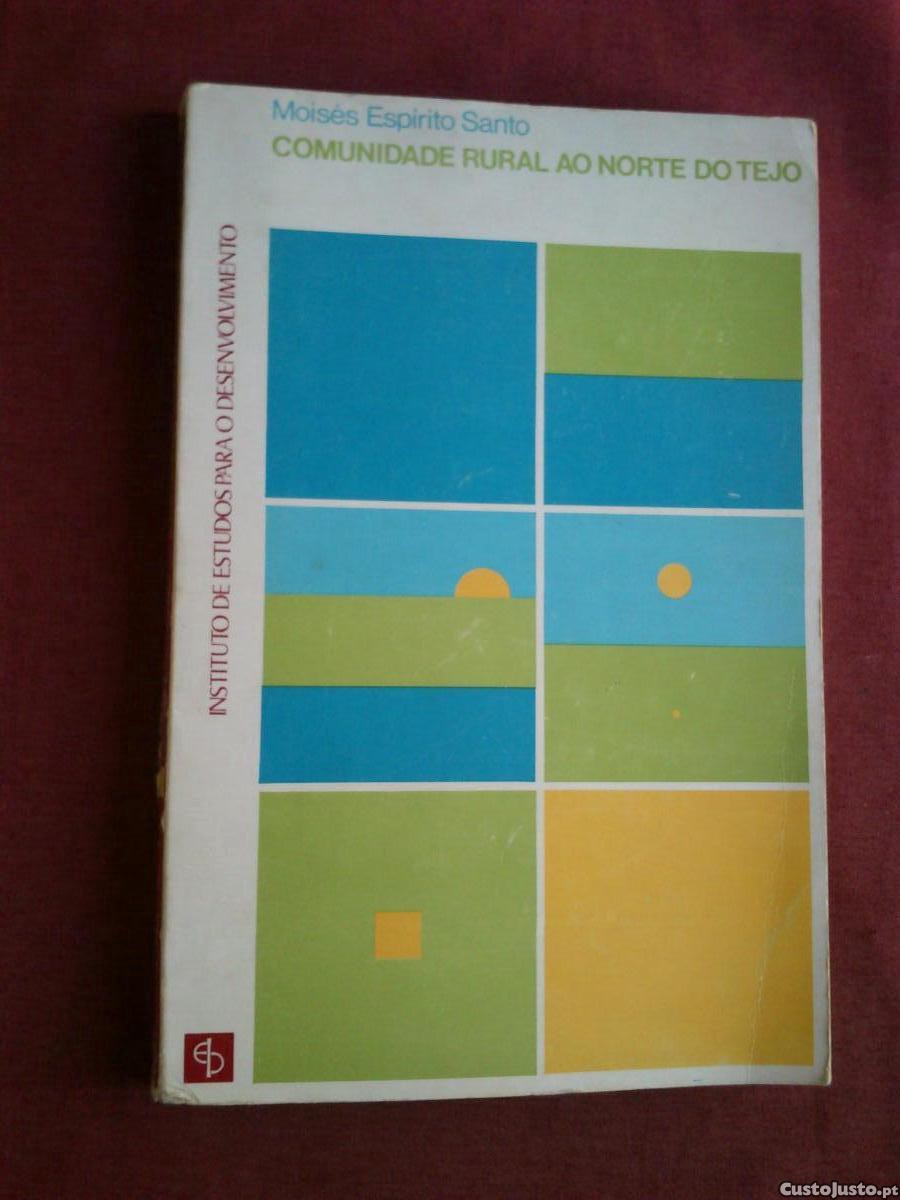 Moisés Espírito Santo
COMUNIDADE RURAL AO NORTE DO TEJO
INSTITUTO DE ESTUDOS PARA O DESENVOLVIMENTO
CustoJusto.pt